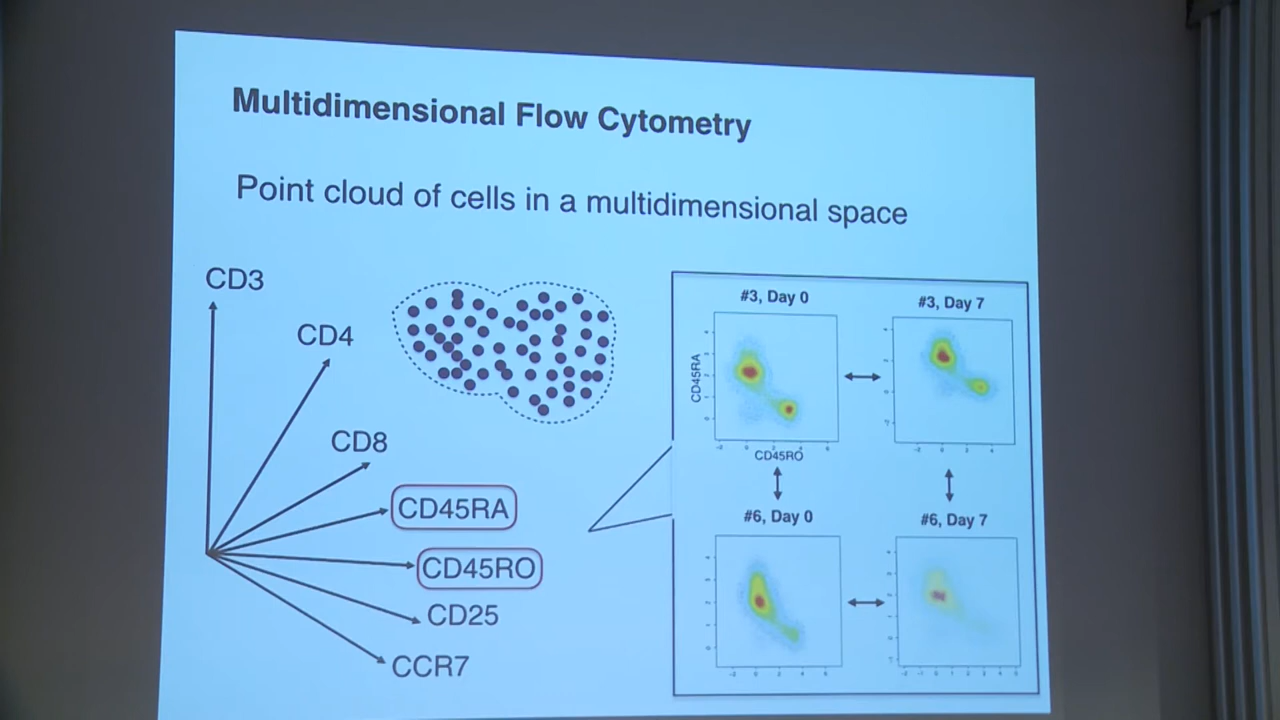 Multidimensional Flow Cytometry
Point cloud of cells in a multidimensional space
CD3
CD4
CD8
CD45RA
CD45RO
CD25
CCR7
#3, Day 0
#3, Day 7
CD45RA
CD45RO
#6, Day 0
#6, Day 7